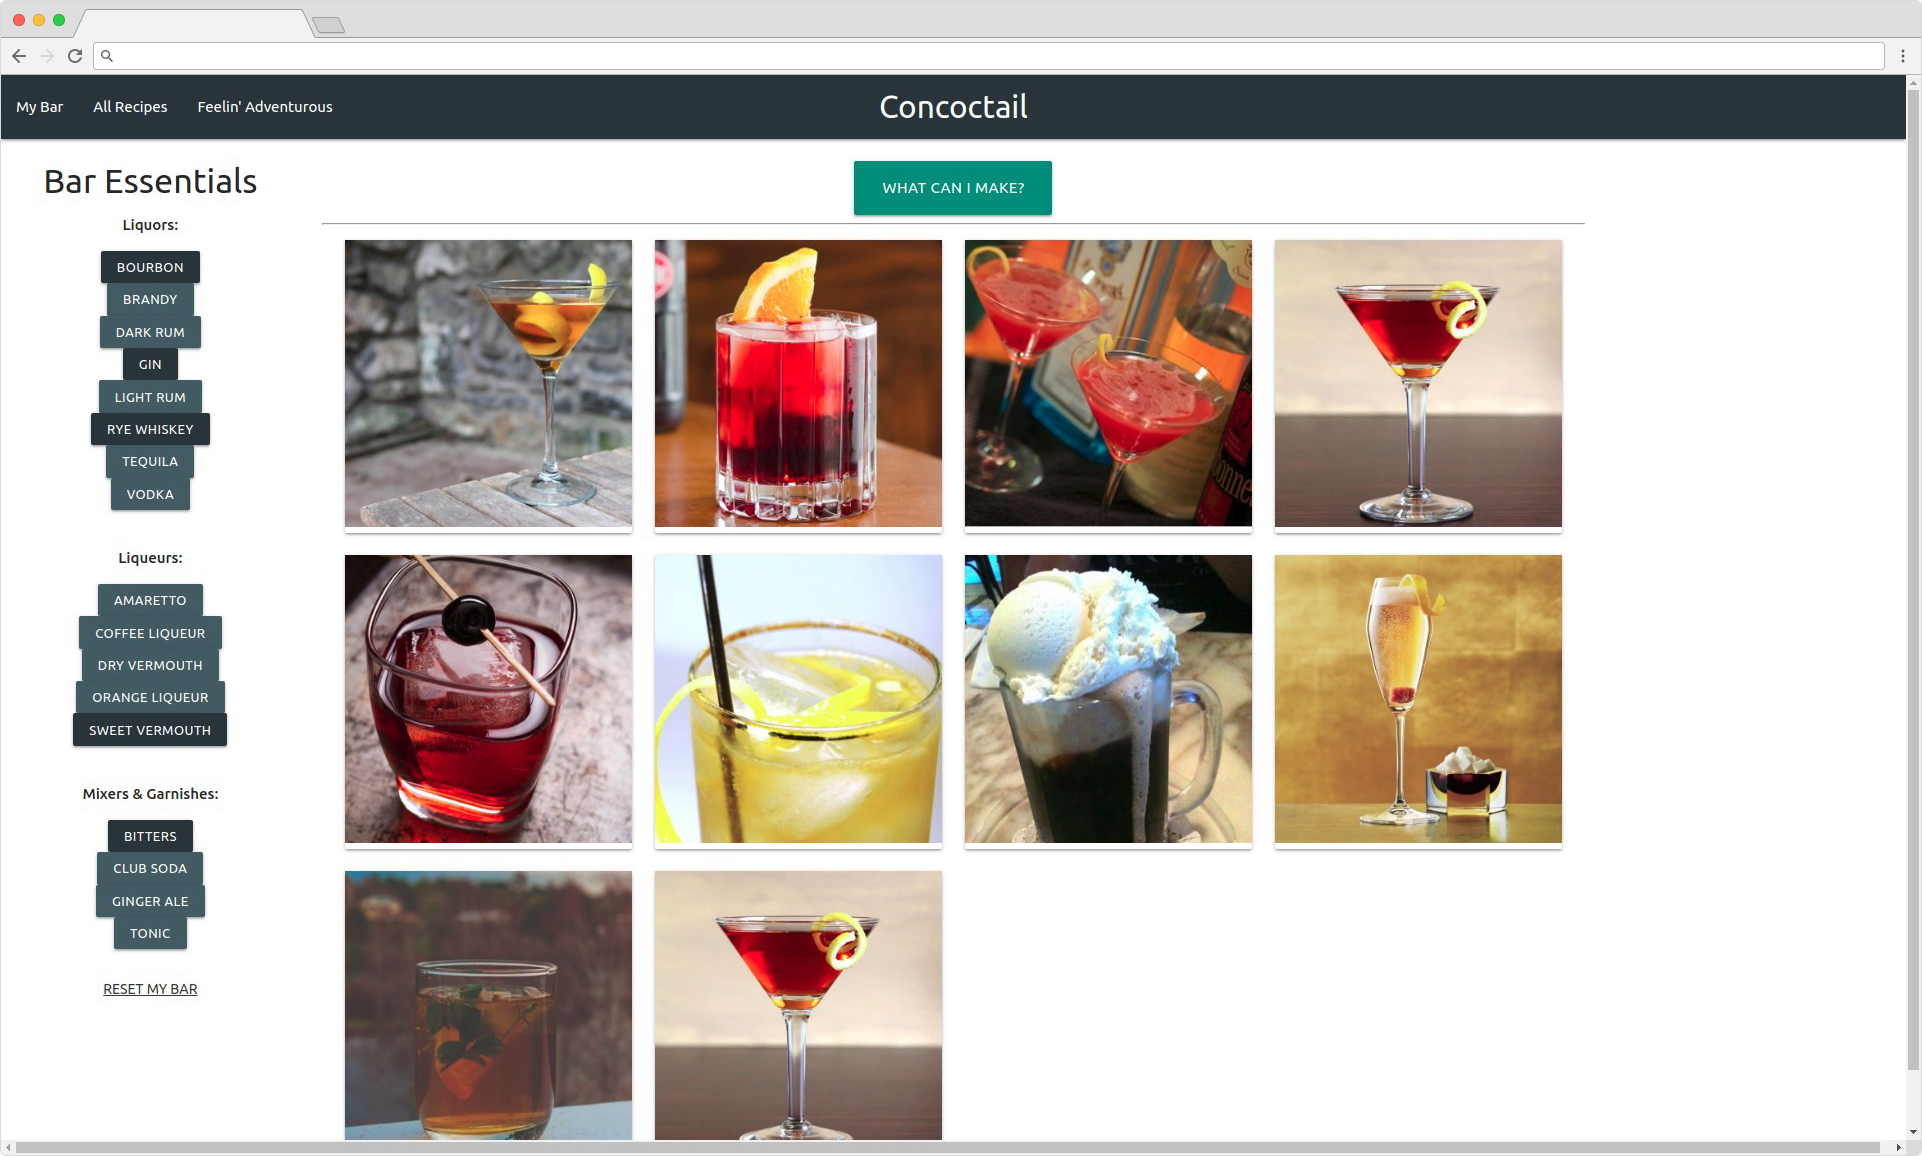 My Bar All Recipes Feelin' Adventurous Concoctail
Bar Essentials
WHAT CAN I MAKE?
Liquors:
BOURBON
BRANDY
DARK RUM
GIN
LIGHT RUM
RYE WHISKEY
TEQUILA
VODKA
Liqueurs:
AMARETTO
COFFEE LIQUEUR
DRY VERMOUTH
ORANGE LIQUEUR
SWEET VERMOUTH
Mixers & Garnishes:
BITTERS
CLUB SODA
GINGER ALE
TONIC
RESET MY BAR